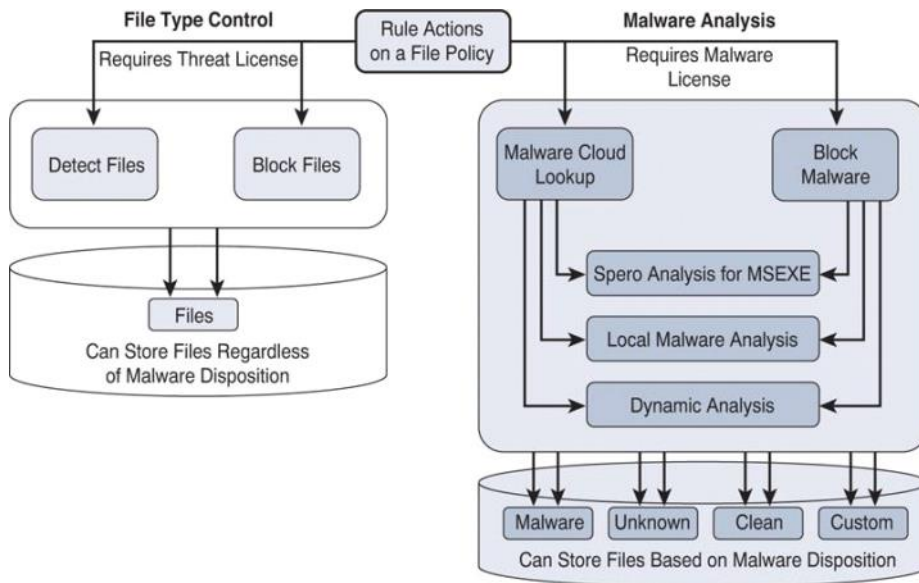 File Type Control
Rule Actions
on a File Policy
Malware Analysis
Requires Threat License
Requires Malware
License
Detect Files
Block Files
Malware Cloud
Lookup
Block
Malware
Spero Analysis for MSEXE
Files
Local Malware Analysis
Can Store Files Regardless
of Malware Disposition
Dynamic Analysis
Malware
Unknown
Clean
Custom
Can Store Files Based on Malware Disposition